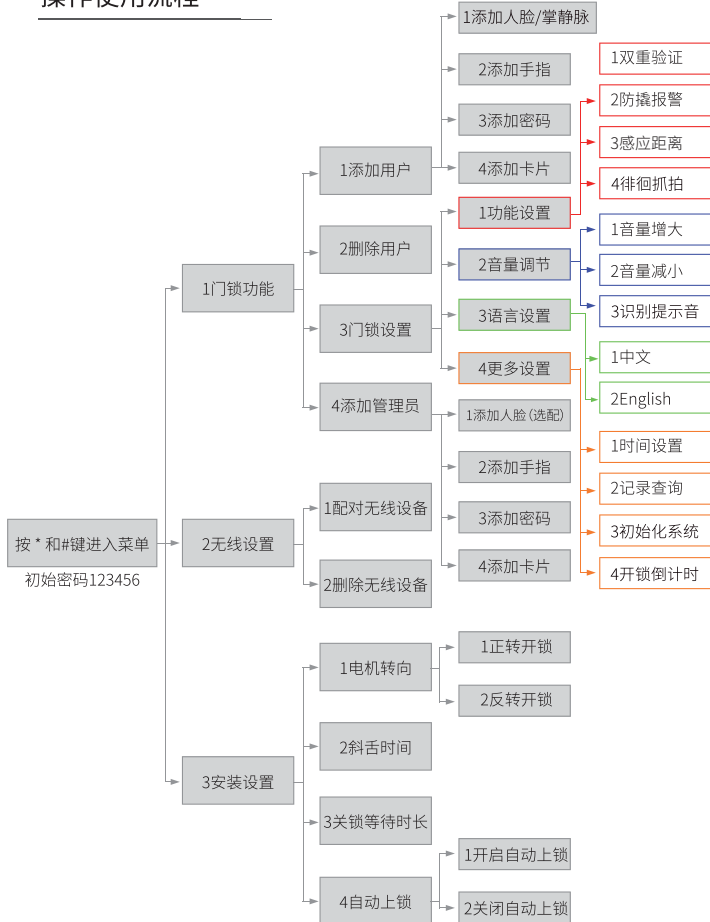 操作使用流程
按 * 和#键进入菜单
初始密码123456
1门锁功能
1添加用户
1添加人脸/掌静脉
2添加手指
3添加密码
4添加卡片
2删除用户
3门锁设置
1功能设置
1双重验证
2防撬报警
3感应距离
4徘徊抓拍
2音量调节
1音量增大
2音量减小
3识别提示音
3语言设置
1中文
2English
4更多设置
1时间设置
2记录查询
3初始化系统
4开锁倒计时
4添加管理员
1添加人脸(选配)
2添加手指
3添加密码
4添加卡片
2无线设置
1配对无线设备
2删除无线设备
3安装设置
1电机转向
1正转开锁
2反转开锁
2斜舌时间
3关锁等待时长
4自动上锁
1开启自动上锁
2关闭自动上锁